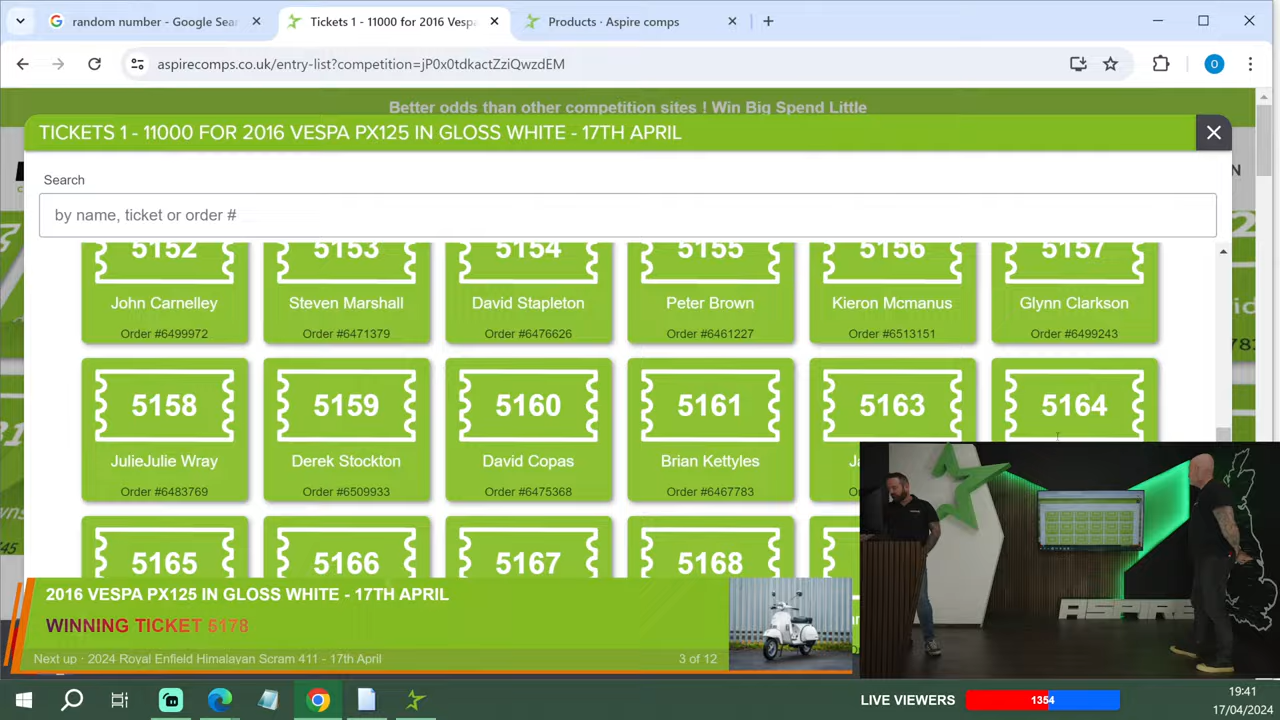 random number - Google Sear
Tickets 1 - 11000 for 2016 Vespa
Products · Aspire comps
aspirecomps.co.uk/entry-list?competition=jP0x0tdkactZziQwzdEM
O
Better odds than other competition sites ! Win Big Spend Little
TICKETS 1 - 11000 FOR 2016 VESPA PX125 IN GLOSS WHITE - 17TH APRIL
Search
by name, ticket or order #
5152 5153 5154 5155 5156 5157
John Carnelley Steven Marshall David Stapleton Peter Brown Kieron Mcmanus Glynn Clarkson
Order #6499972 Order #6471379 Order #6476626 Order #6461227 Order #6513151 Order #6499243
5158 5159 5160 5161 5163 5164
JulieJulie Wray Derek Stockton David Copas Brian Kettyles
Order #6483769 Order #6509933 Order #6475368 Order #6467783
5165 5166 5167 5168
2016 VESPA PX125 IN GLOSS WHITE - 17TH APRIL
WINNING TICKET 5178
Next up · 2024 Royal Enfield Himalayan Scram 411 - 17th April 3 of 12
ASPIRE
LIVE VIEWERS 1354
19:41
17/04/2024